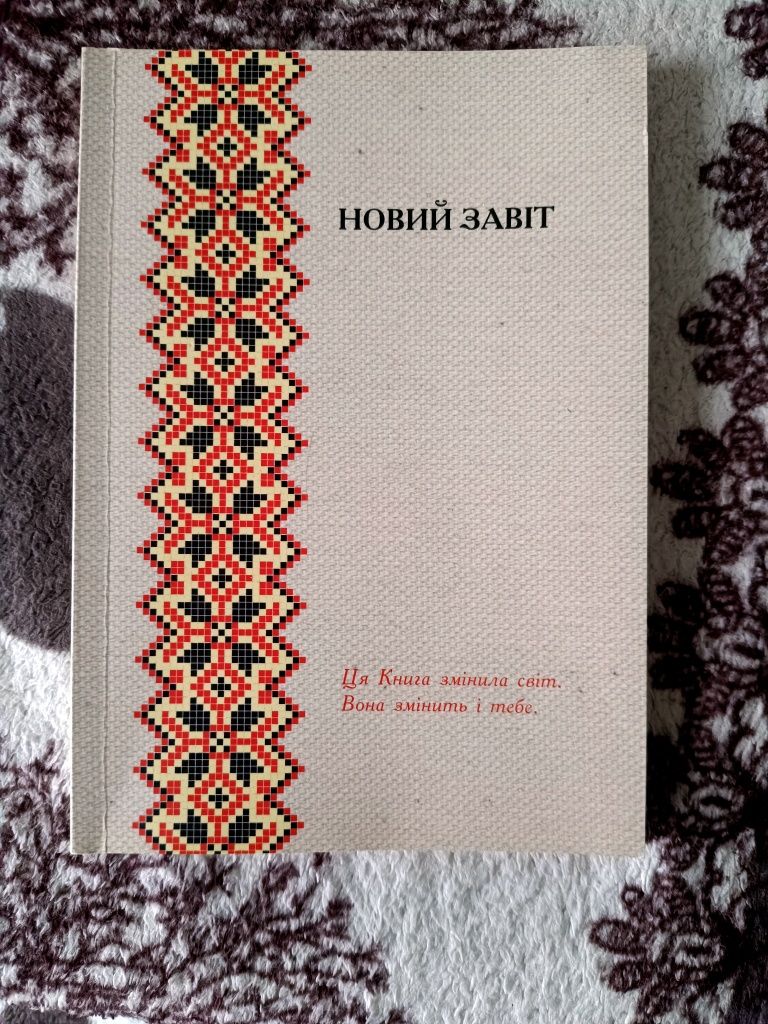 НОВИЙ ЗАВІТ
Ця Книга змінила світ.
Вона змінить і тебе.